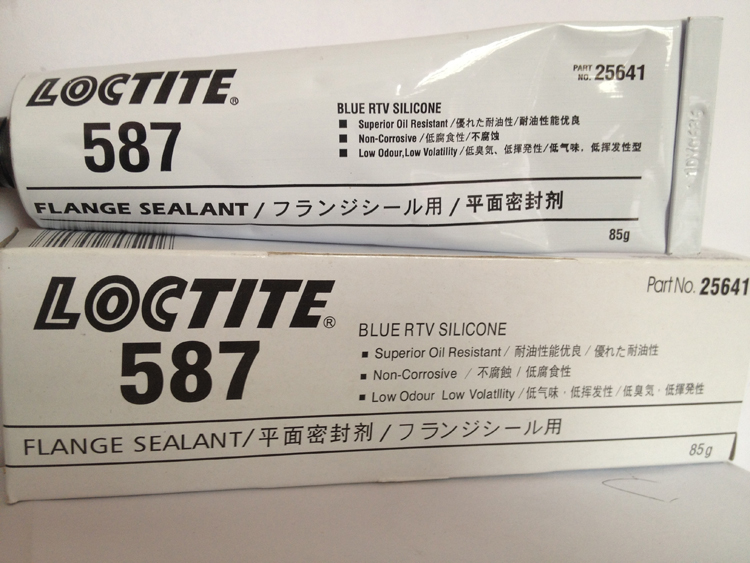 LOCTITE®
587
PART NO. 25641
BLUE RTV SILICONE
■ Superior Oil Resistant/優れた耐油性/耐油性能优良
■ Non-Corrosive/低腐食性/不腐蚀
■ Low Odour,Low Volatility/低臭気、低揮発性/低气味，低挥发性型
FLANGE SEALANT/フランジシール用/平面密封剂
85g
LOCTITE®
587
Part No. 25641
BLUE RTV SILICONE
■ Superior Oil Resistant/耐油性能优良/優れた耐油性
■ Non-Corrosive / 不腐蝕/低腐食性
■ Low Odour Low Volatility/低气味・低挥发性/低臭気・低揮発性
FLANGE SEALANT/平面密封剂/フランジシール用
85g